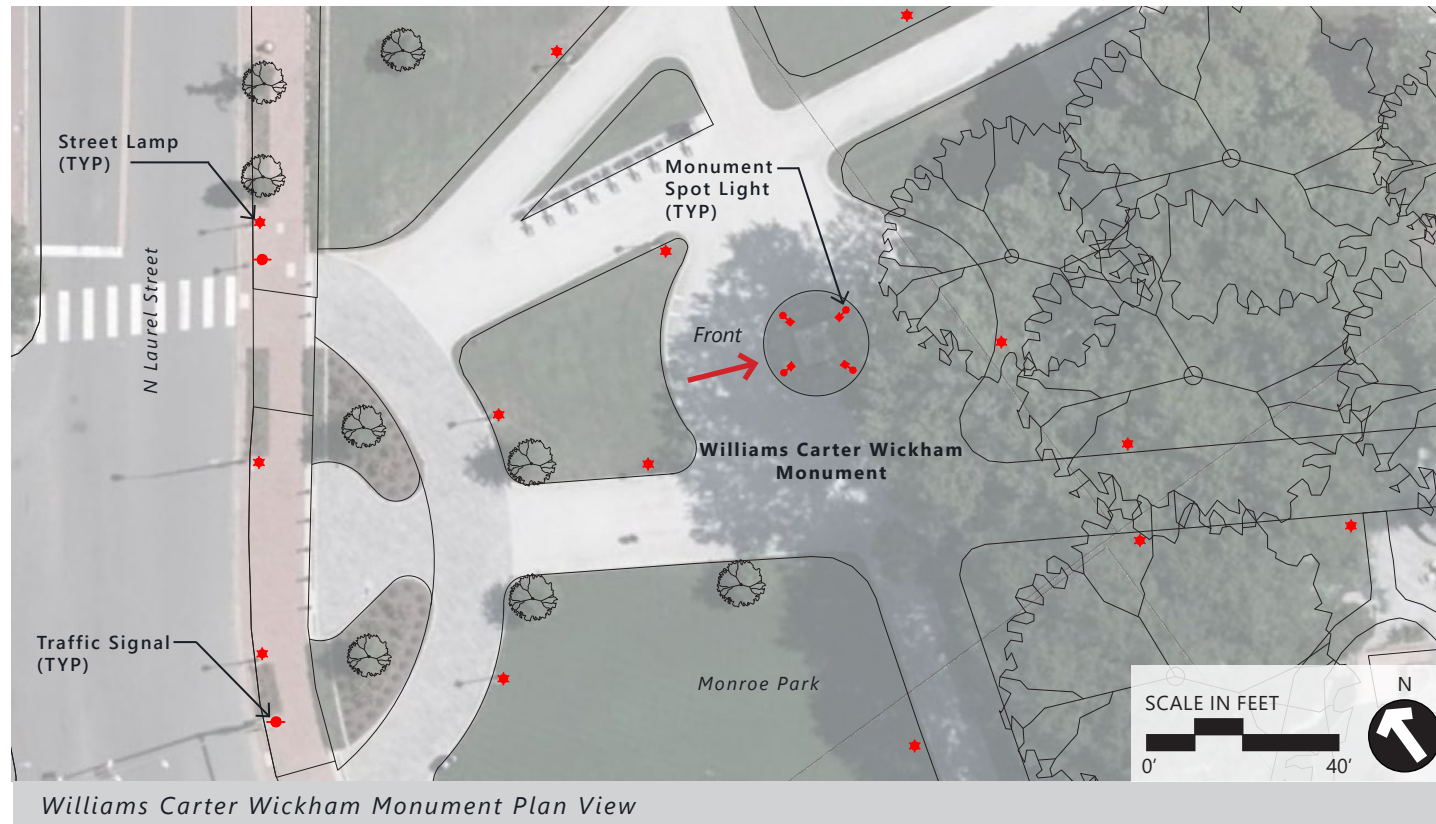 Street Lamp
(TYP)
Monument
Spot Light
(TYP)
N Laurel Street
Front
Williams Carter Wickham
Monument
Traffic Signal
(TYP)
Monroe Park
SCALE IN FEET
0' 40'
N
Williams Carter Wickham Monument Plan View